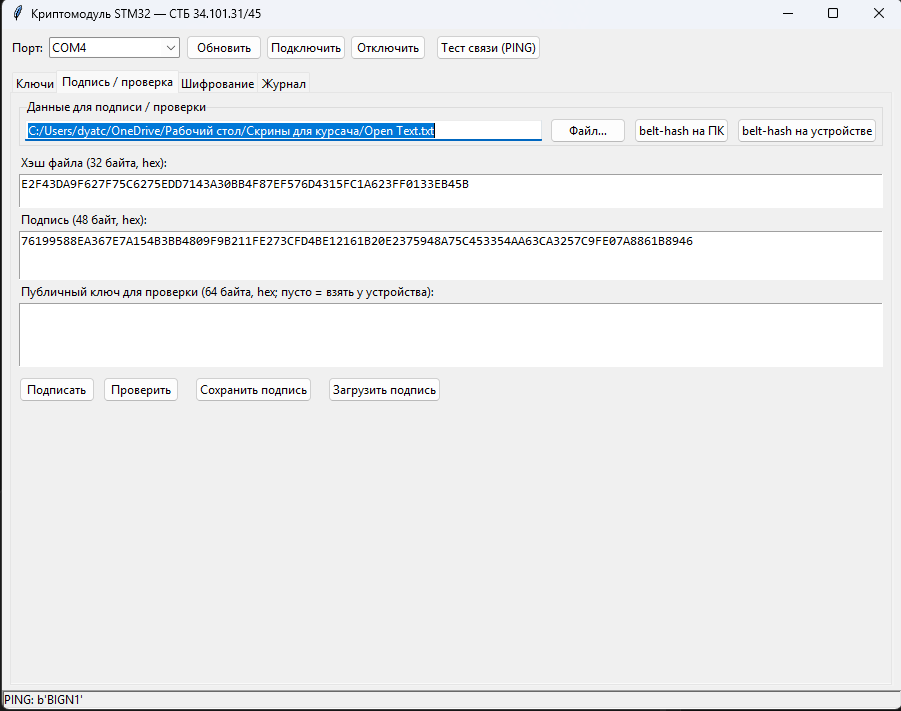 Криптомодуль STM32 — СТБ 34.101.31/45
Порт: COM4 Обновить Подключить Отключить Тест связи (PING)
Ключи Подпись / проверка Шифрование Журнал
Данные для подписи / проверки
C:/Users/dyatc/OneDrive/Рабочий стол/Скрины для курсача/Open Text.txt Файл... belt-hash на ПК belt-hash на устройстве
Хэш файла (32 байта, hex):
E2F43DA9F627F75C6275EDD7143A30BB4F87EF576D4315FC1A623FF0133EB45B
Подпись (48 байт, hex):
76199588EA367E7A154B3BB4809F9B211FE273CFD4BE12161B20E2375948A75C453354AA63CA3257C9FE07A8861B8946
Публичный ключ для проверки (64 байта, hex; пусто = взять у устройства):
Подписать Проверить Сохранить подпись Загрузить подпись
PING: b'BIGN1'